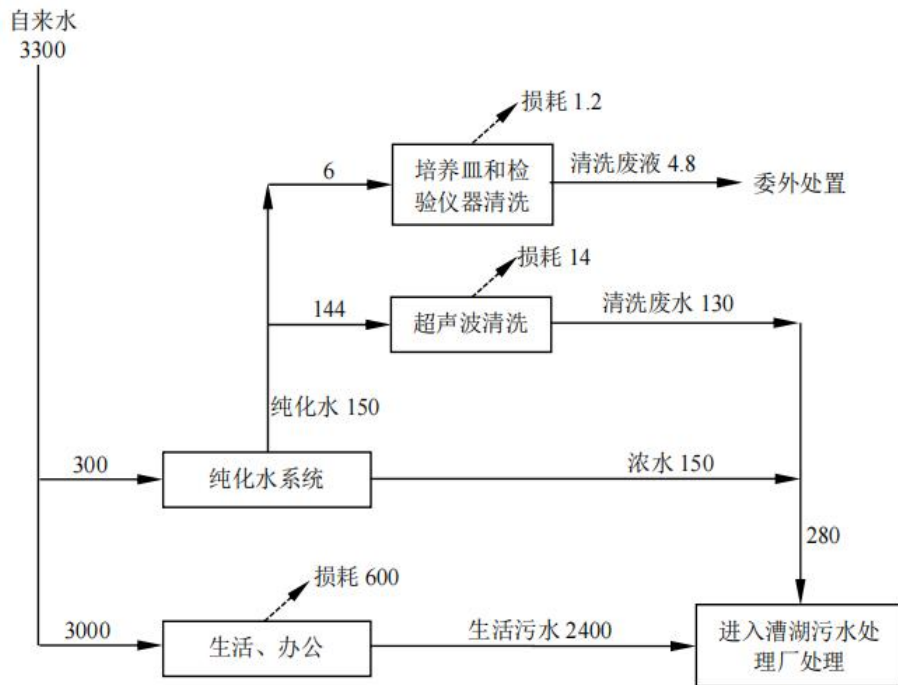 自来水
3300
损耗 1.2
6
培养皿和检
验仪器清洗
清洗废液 4.8
委外处置
损耗 14
144
超声波清洗
清洗废水 130
纯化水 150
300
纯化水系统
浓水 150
280
损耗 600
3000
生活、办公
生活污水 2400
进入漕湖污水处
理厂处理